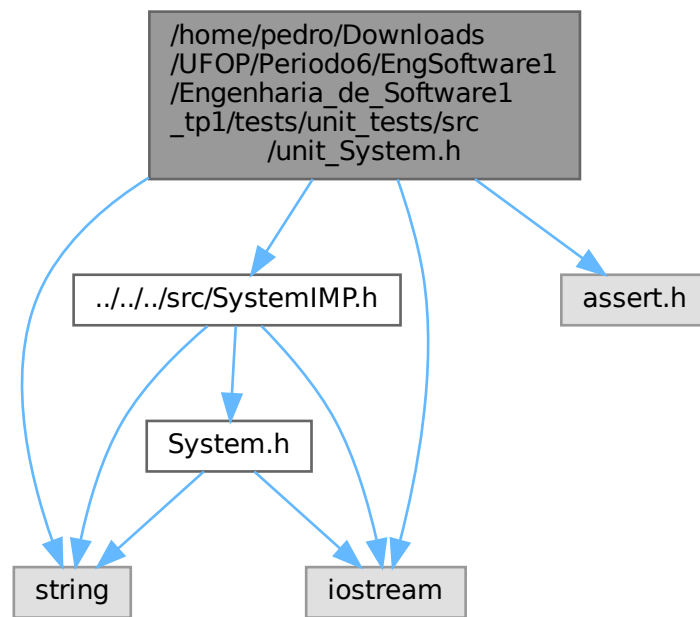 /home/pedro/Downloads
/UFOP/Periodo6/EngSoftware1
/Engenharia_de_Software1
_tp1/tests/unit_tests/src
/unit_System.h
../../../src/SystemIMP.h
assert.h
System.h
string
iostream